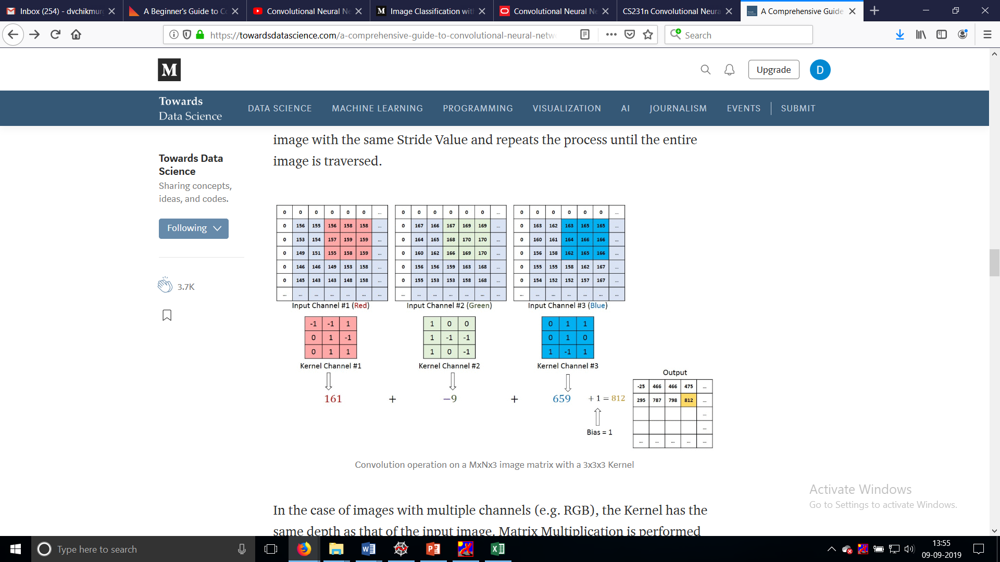 Inbox (254) - dvchikmur
A Beginner's Guide to Co
Convolutional Neural Ne
M Image Classification wit
Convolutional Neural Ne
CS231n Convolutional Neura
A Comprehensive Guide
https://towardsdatascience.com/a-comprehensive-guide-to-convolutional-neural-netw
Search
M
Upgrade
D
Towards
Data Science
DATA SCIENCE MACHINE LEARNING PROGRAMMING VISUALIZATION AI JOURNALISM EVENTS SUBMIT
image with the same Stride Value and repeats the process until the entire
image is traversed.
Towards Data
Science
Sharing concepts,
ideas, and codes.
Following
3.7K
0 0 0 0 0 0 ... 0 0 0 0 0 0 ... 0 0 0 0 0 0 ...
0 156 155 156 158 158 ... 0 167 166 167 169 169 ... 0 163 162 163 165 165 ...
0 153 154 157 159 159 ... 0 164 165 168 170 170 ... 0 160 161 164 166 166 ...
0 149 151 155 158 159 ... 0 160 162 166 169 170 ... 0 156 158 162 165 166 ...
0 146 146 149 153 158 ... 0 156 156 159 163 168 ... 0 155 155 158 162 167 ...
0 145 143 143 148 158 ... 0 155 153 153 158 168 ... 0 154 152 152 157 167 ...
... ... ... ... ... ... ... ... ... ... ... ... ... ... ... ... ... ... ... ... ...
Input Channel #1 (Red) Input Channel #2 (Green) Input Channel #3 (Blue)
-1 -1 1 1 0 0 0 1 1
0 1 -1 1 -1 -1 0 1 0
0 1 1 1 0 -1 1 -1 1
Kernel Channel #1 Kernel Channel #2 Kernel Channel #3
161 + −9 + 659 + 1 = 812
Bias = 1
Output
-25 466 466 475 ...
295 787 798 812 ...
...
...
... ... ... ... ...
Convolution operation on a MxNx3 image matrix with a 3x3x3 Kernel
In the case of images with multiple channels (e.g. RGB), the Kernel has the
same depth as that of the input image. Matrix Multiplication is performed
Activate Windows
Go to Settings to activate Windows.
Type here to search
13:55
09-09-2019